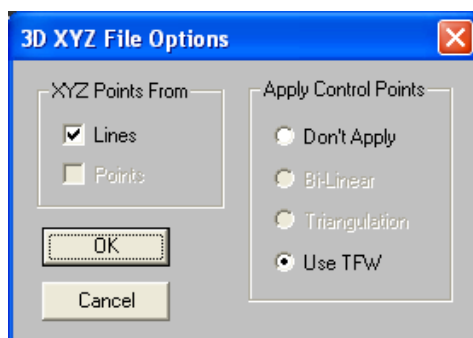 3D XYZ File Options
XYZ Points From
Lines
Points
OK
Cancel
Apply Control Points
Don't Apply
Bi-Linear
Triangulation
Use TFW